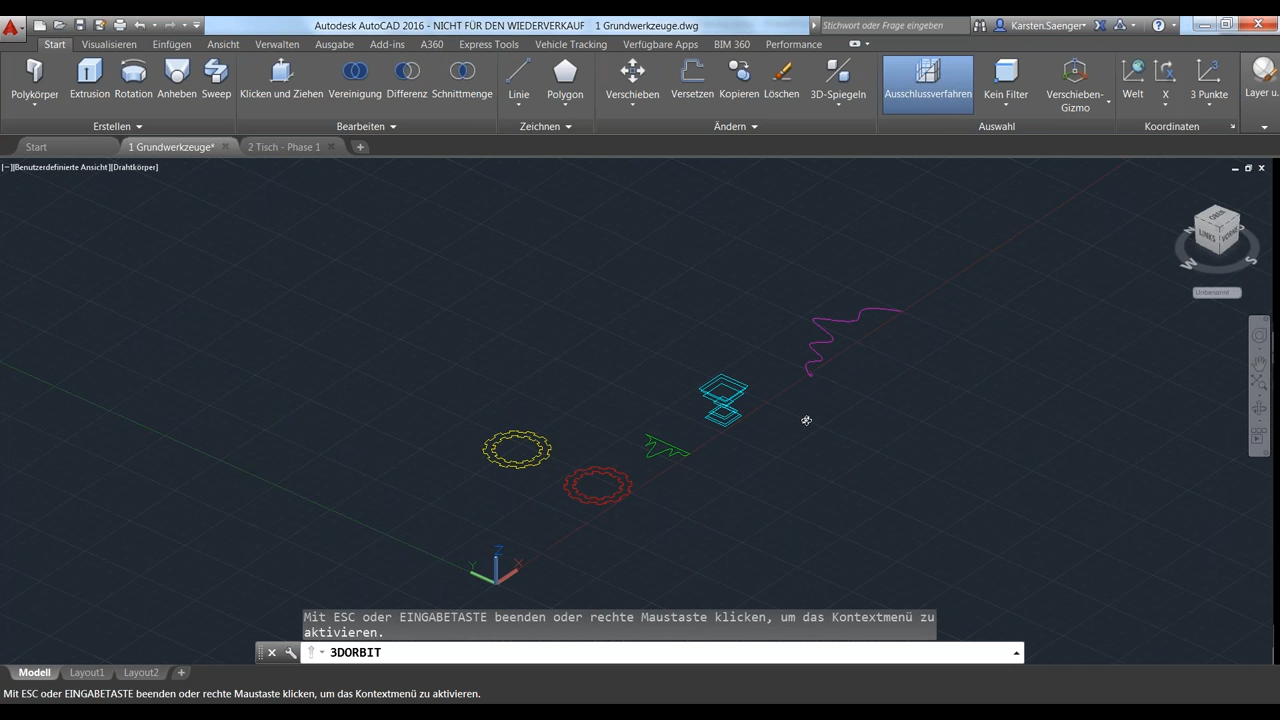 Autodesk AutoCAD 2016 - NICHT FÜR DEN WIEDERVERKAUF 1 Grundwerkzeuge.dwg
Stichwort oder Frage eingeben
Karsten.Saenger
Start Visualisieren Einfügen Ansicht Verwalten Ausgabe Add-ins A360 Express Tools Vehicle Tracking Verfügbare Apps BIM 360 Performance
Polykörper Extrusion Rotation Anheben Sweep Klicken und Ziehen Vereinigung Differenz Schnittmenge Linie Polygon Verschieben Versetzen Kopieren Löschen 3D-Spiegeln Ausschlussverfahren Kein Filter Verschieben-
Gizmo Welt X 3 Punkte Layer u.
Erstellen Bearbeiten Zeichnen Ändern Auswahl Koordinaten
Start 1 Grundwerkzeuge* 2 Tisch - Phase 1
[−][Benutzerdefinierte Ansicht][Drahtkörper]
OBEN
LINKS
W S
Unbenannt
Z
Y X
Mit ESC oder EINGABETASTE beenden oder rechte Maustaste klicken, um das Kontextmenü zu
aktivieren.
3DORBIT
Modell Layout1 Layout2
Mit ESC oder EINGABETASTE beenden oder rechte Maustaste klicken, um das Kontextmenü zu aktivieren.